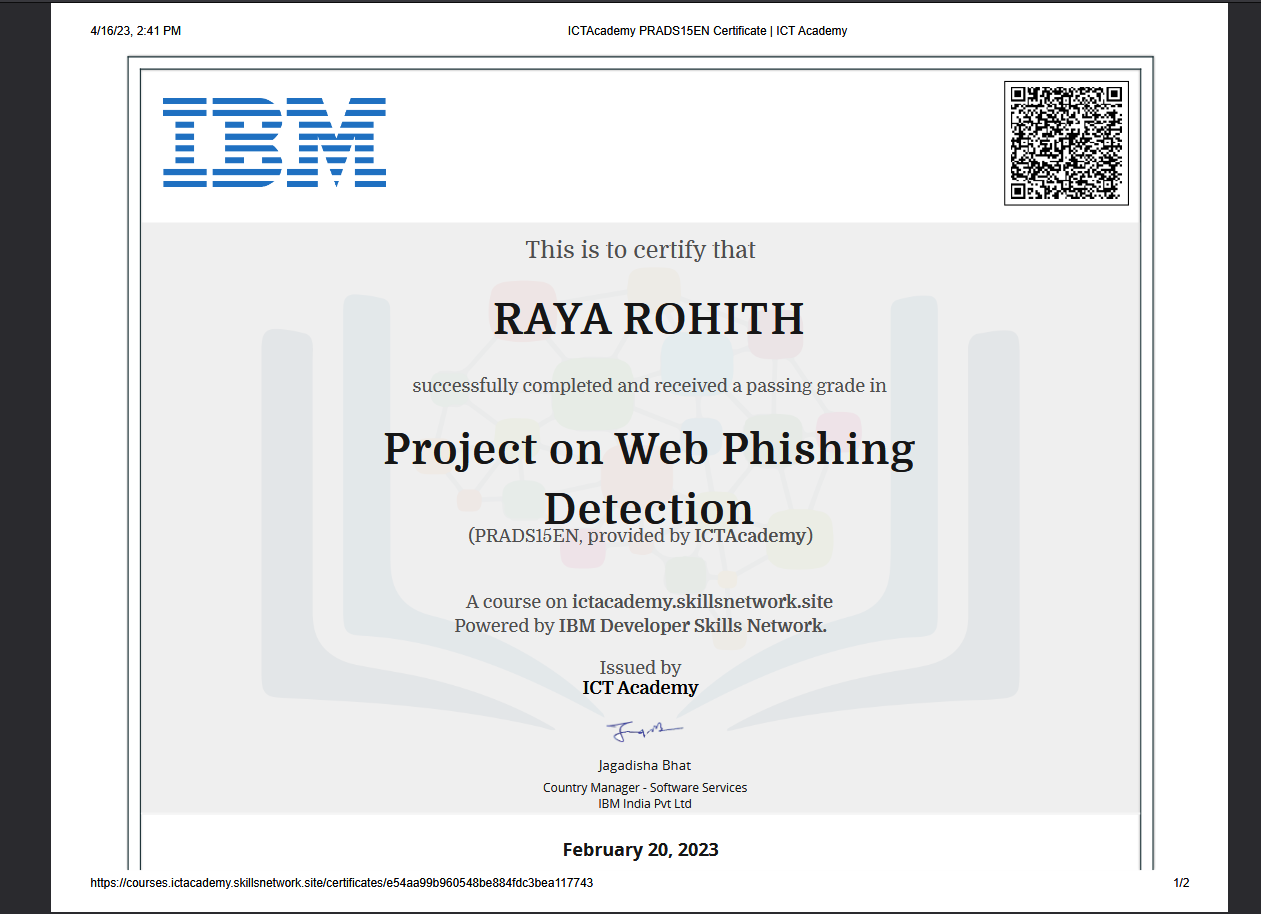 4/16/23, 2:41 PM
ICTAcademy PRADS15EN Certificate | ICT Academy
IBM
This is to certify that
RAYA ROHITH
successfully completed and received a passing grade in
Project on Web Phishing
Detection
(PRADS15EN, provided by ICTAcademy)
A course on ictacademy.skillsnetwork.site
Powered by IBM Developer Skills Network.
Issued by
ICT Academy
Jagadisha Bhat
Country Manager - Software Services
IBM India Pvt Ltd
February 20, 2023
https://courses.ictacademy.skillsnetwork.site/certificates/e54aa99b960548be884fdc3bea117743
1/2